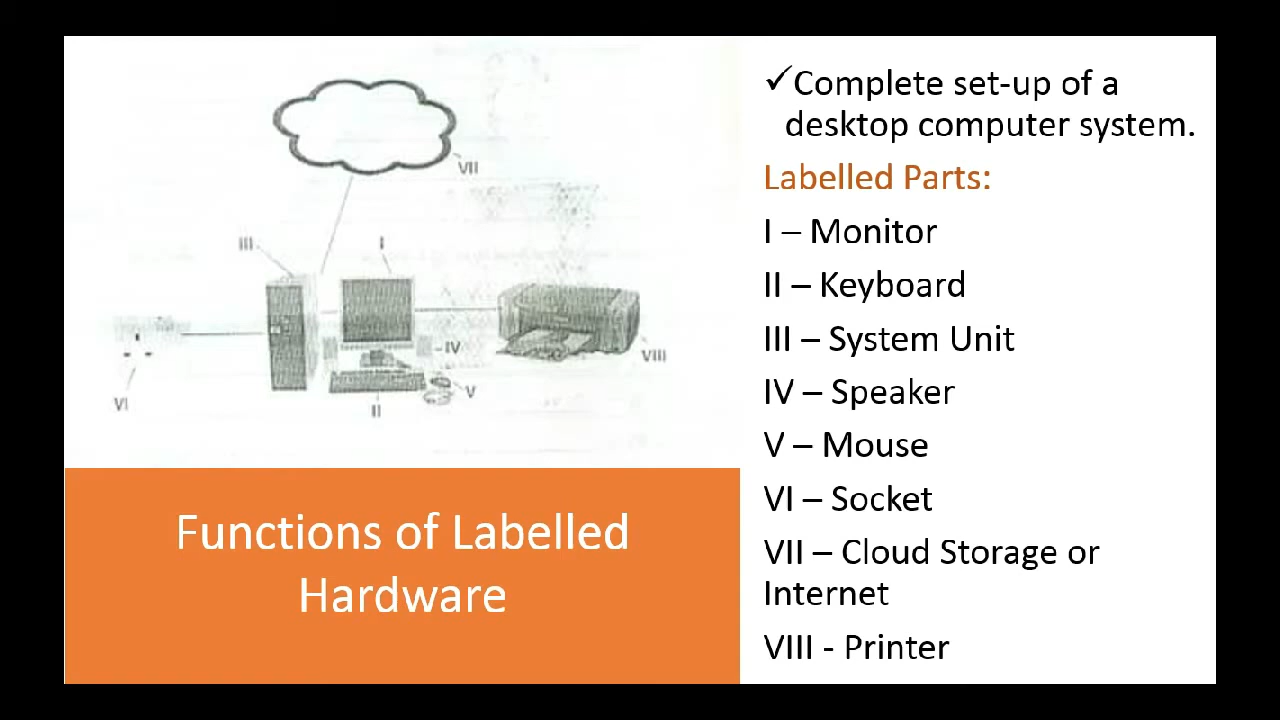 VII
III
I
IV
VIII
V
VI
II
Functions of Labelled
Hardware
✓Complete set-up of a
desktop computer system.
Labelled Parts:
I – Monitor
II – Keyboard
III – System Unit
IV – Speaker
V – Mouse
VI – Socket
VII – Cloud Storage or
Internet
VIII - Printer